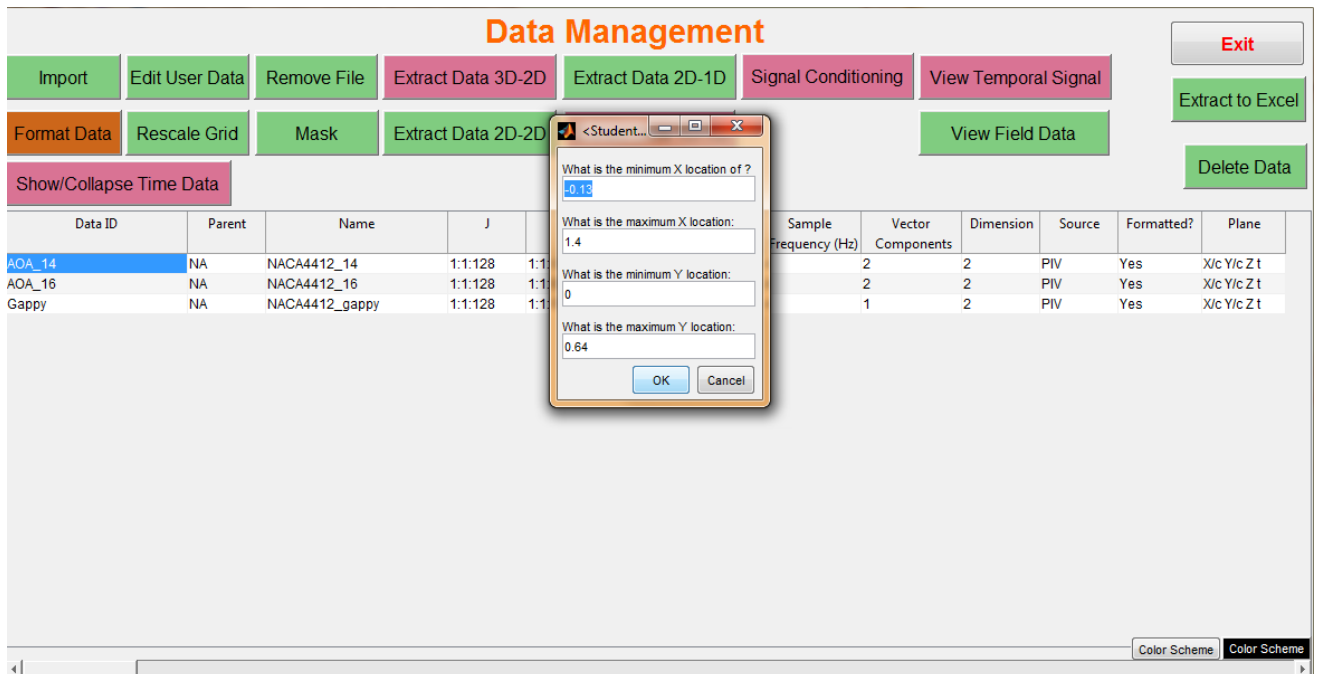 Data Management
Exit
Import Edit User Data Remove File Extract Data 3D-2D Extract Data 2D-1D Signal Conditioning View Temporal Signal
Extract to Excel
Format Data Rescale Grid Mask Extract Data 2D-2D View Field Data
Delete Data
Show/Collapse Time Data
<Student...
What is the minimum X location of ?
-0.13
What is the maximum X location:
1.4
What is the minimum Y location:
0
What is the maximum Y location:
0.64
OK Cancel
Data ID Parent Name J Sample Vector Dimension Source Formatted? Plane
Frequency (Hz) Components
AOA_14 NA NACA4412_14 1:1:128 2 2 PIV Yes X/c Y/c Z t
AOA_16 NA NACA4412_16 1:1:128 2 2 PIV Yes X/c Y/c Z t
Gappy NA NACA4412_gappy 1:1:128 1 2 PIV Yes X/c Y/c Z t
Color Scheme Color Scheme